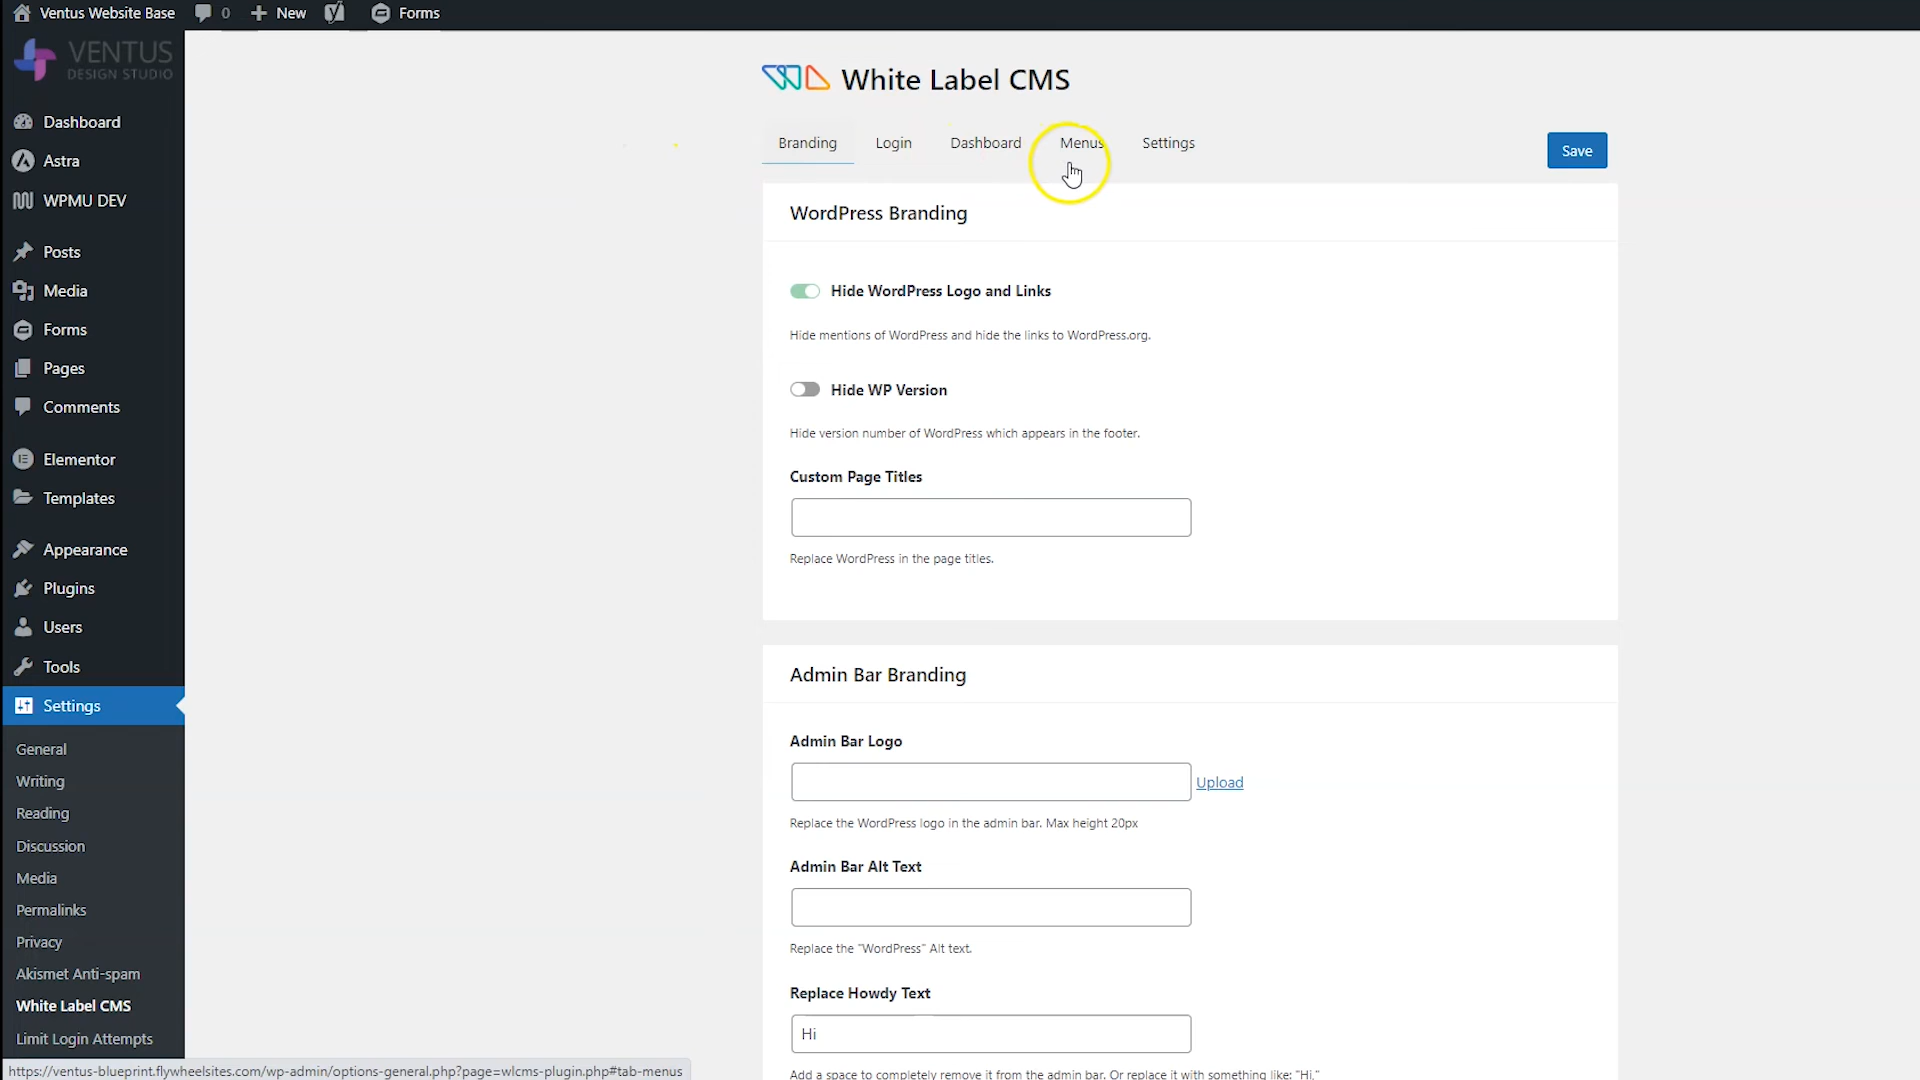 Ventus Website Base 0 New Forms
VENTUS
DESIGN STUDIO
Dashboard
Astra
WPMU DEV
Posts
Media
Forms
Pages
Comments
Elementor
Templates
Appearance
Plugins
Users
Tools
Settings
General
Writing
Reading
Discussion
Media
Permalinks
Privacy
Akismet Anti-spam
White Label CMS
Limit Login Attempts
White Label CMS
Branding Login Dashboard Menus Settings
Save
WordPress Branding
Hide WordPress Logo and Links
Hide mentions of WordPress and hide the links to WordPress.org.
Hide WP Version
Hide version number of WordPress which appears in the footer.
Custom Page Titles
Replace WordPress in the page titles.
Admin Bar Branding
Admin Bar Logo
Upload
Replace the WordPress logo in the admin bar. Max height 20px
Admin Bar Alt Text
Replace the "WordPress" Alt text.
Replace Howdy Text
Hi
Add a space to completely remove it from the admin bar. Or replace it with something like: "Hi,"
https://ventus-blueprint.flywheelsites.com/wp-admin/options-general.php?page=wlcms-plugin.php#tab-menus